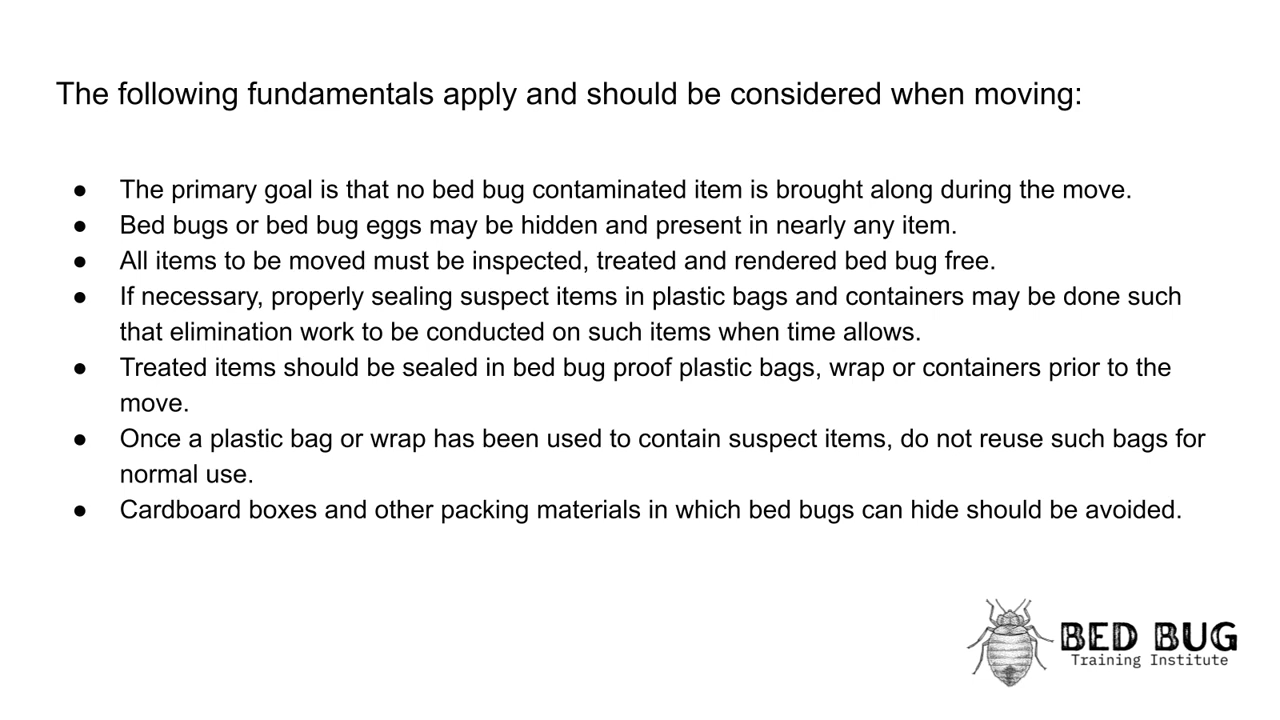 The following fundamentals apply and should be considered when moving:
● The primary goal is that no bed bug contaminated item is brought along during the move.
● Bed bugs or bed bug eggs may be hidden and present in nearly any item.
● All items to be moved must be inspected, treated and rendered bed bug free.
● If necessary, properly sealing suspect items in plastic bags and containers may be done such
that elimination work to be conducted on such items when time allows.
● Treated items should be sealed in bed bug proof plastic bags, wrap or containers prior to the
move.
● Once a plastic bag or wrap has been used to contain suspect items, do not reuse such bags for
normal use.
● Cardboard boxes and other packing materials in which bed bugs can hide should be avoided.
BED BUG
Training Institute